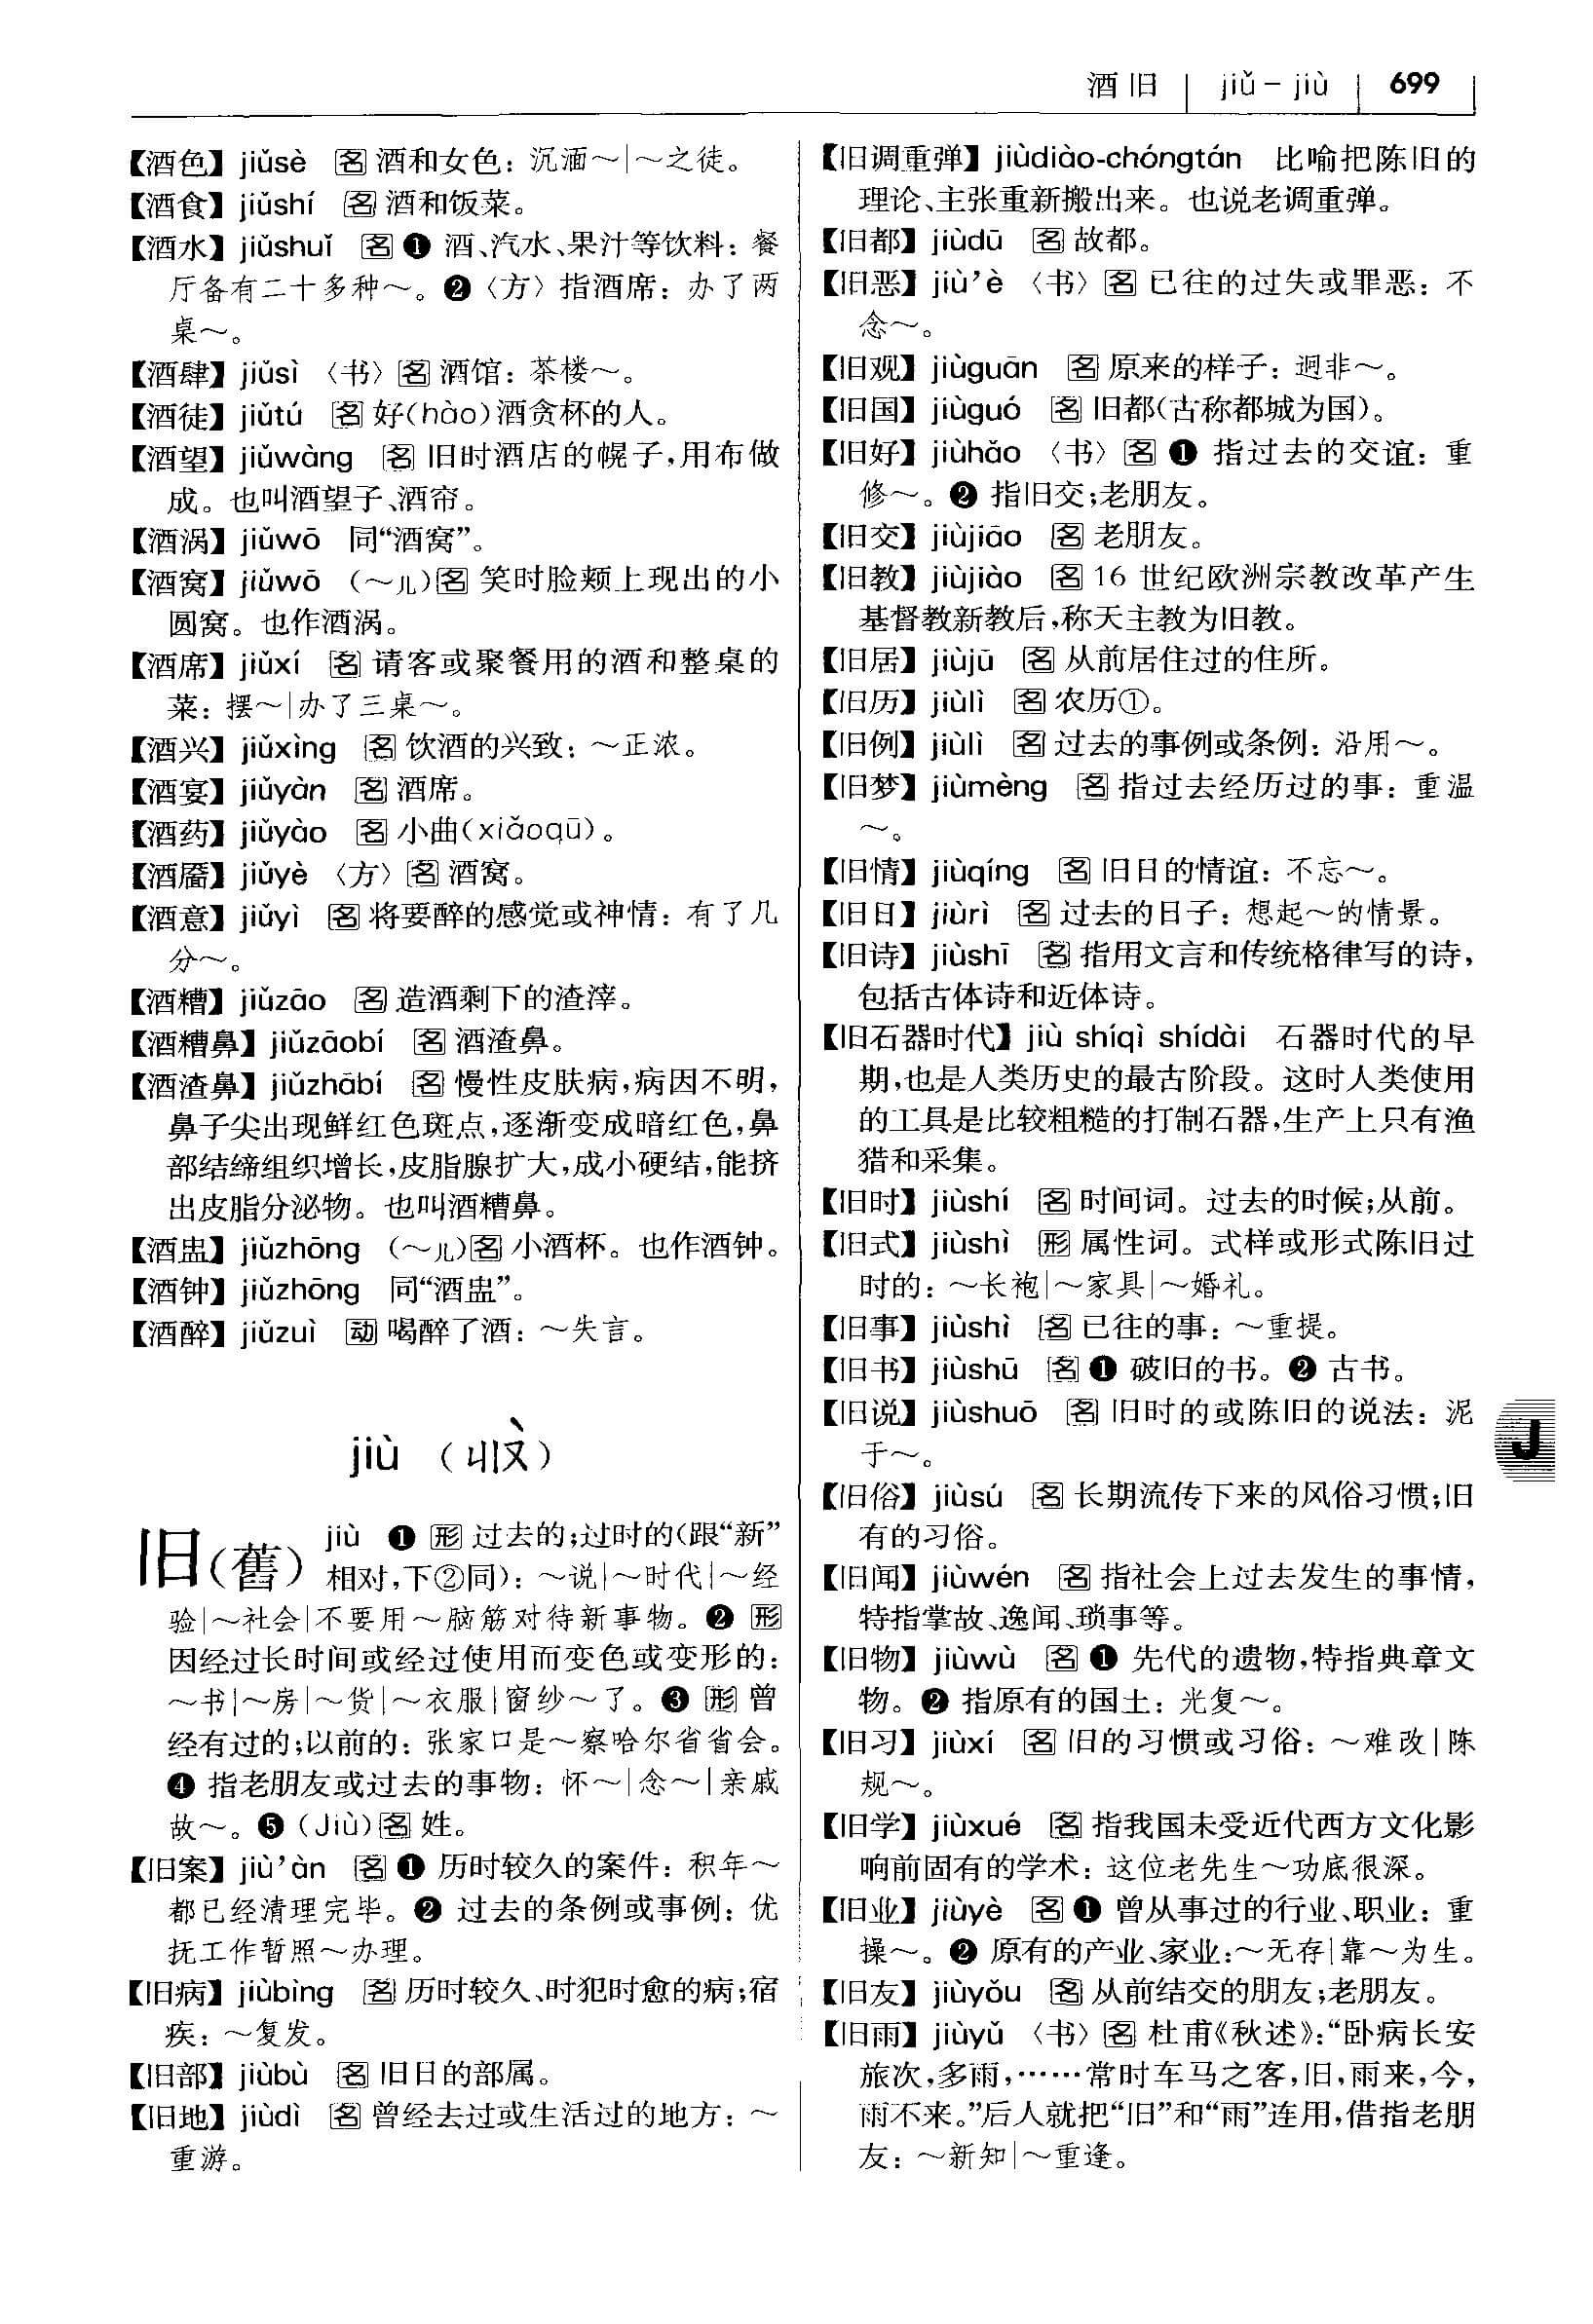 酒旧 jiǔ – jiù 699
【酒色】jiǔsè 名 酒和女色：沉湎～|～之徒。
【酒食】jiǔshí 名 酒和饭菜。
【酒水】jiǔshuǐ 名 ❶ 酒、汽水、果汁等饮料：餐
厅备有二十多种～。❷〈方〉指酒席：办了两
桌～。
【酒肆】jiǔsì〈书〉名 酒馆：茶楼～。
【酒徒】jiǔtú 名 好(hào)酒贪杯的人。
【酒望】jiǔwàng 名 旧时酒店的幌子，用布做
成。也叫酒望子、酒帘。
【酒涡】jiǔwō 同“酒窝”。
【酒窝】jiǔwō （～儿）名 笑时脸颊上现出的小
圆窝。也作酒涡。
【酒席】jiǔxí 名 请客或聚餐用的酒和整桌的
菜：摆～|办了三桌～。
【酒兴】jiǔxìng 名 饮酒的兴致：～正浓。
【酒宴】jiǔyàn 名 酒席。
【酒药】jiǔyào 名 小曲(xiǎoqū)。
【酒靥】jiǔyè〈方〉名 酒窝。
【酒意】jiǔyì 名 将要醉的感觉或神情：有了几
分～。
【酒糟】jiǔzāo 名 造酒剩下的渣滓。
【酒糟鼻】jiǔzāobí 名 酒渣鼻。
【酒渣鼻】jiǔzhābí 名 慢性皮肤病，病因不明，
鼻子尖出现鲜红色斑点，逐渐变成暗红色，鼻
部结缔组织增长，皮脂腺扩大，成小硬结，能挤
出皮脂分泌物。也叫酒糟鼻。
【酒盅】jiǔzhōng （～儿）名 小酒杯。也作酒钟。
【酒钟】jiǔzhōng 同“酒盅”。
【酒醉】jiǔzuì 动 喝醉了酒：～失言。
jiù （ㄐㄧㄡˋ）
旧（舊） jiù ❶ 形 过去的；过时的（跟“新”
相对，下②同）：～说|～时代|～经
验|～社会|不要用～脑筋对待新事物。❷ 形
因经过长时间或经过使用而变色或变形的：
～书|～房|～货|～衣服|窗纱～了。❸ 形 曾
经有过的；以前的：张家口是～察哈尔省省会。
❹ 指老朋友或过去的事物：怀～|念～|亲戚
故～。❺（Jiù）名 姓。
【旧案】jiù’àn 名 ❶ 历时较久的案件：积年～
都已经清理完毕。❷ 过去的条例或事例：优
抚工作暂照～办理。
【旧病】jiùbìng 名 历时较久、时犯时愈的病；宿
疾：～复发。
【旧部】jiùbù 名 旧日的部属。
【旧地】jiùdì 名 曾经去过或生活过的地方：～
重游。
【旧调重弹】jiùdiào-chóngtán 比喻把陈旧的
理论、主张重新搬出来。也说老调重弹。
【旧都】jiùdū 名 故都。
【旧恶】jiù’è〈书〉名 已往的过失或罪恶：不
念～。
【旧观】jiùguān 名 原来的样子：迥非～。
【旧国】jiùguó 名 旧都（古称都城为国）。
【旧好】jiùhǎo〈书〉名 ❶ 指过去的交谊：重
修～。❷ 指旧交；老朋友。
【旧交】jiùjiāo 名 老朋友。
【旧教】jiùjiào 名 16 世纪欧洲宗教改革产生
基督教新教后，称天主教为旧教。
【旧居】jiùjū 名 从前居住过的住所。
【旧历】jiùlì 名 农历①。
【旧例】jiùlì 名 过去的事例或条例：沿用～。
【旧梦】jiùmèng 名 指过去经历过的事：重温
～。
【旧情】jiùqíng 名 旧日的情谊：不忘～。
【旧日】jiùrì 名 过去的日子：想起～的情景。
【旧诗】jiùshī 名 指用文言和传统格律写的诗，
包括古体诗和近体诗。
【旧石器时代】jiù shíqì shídài 石器时代的早
期，也是人类历史的最古阶段。这时人类使用
的工具是比较粗糙的打制石器，生产上只有渔
猎和采集。
【旧时】jiùshí 名 时间词。过去的时候；从前。
【旧式】jiùshì 形 属性词。式样或形式陈旧过
时的：～长袍|～家具|～婚礼。
【旧事】jiùshì 名 已往的事：～重提。
【旧书】jiùshū 名 ❶ 破旧的书。❷ 古书。
【旧说】jiùshuō 名 旧时的或陈旧的说法：泥
于～。
【旧俗】jiùsú 名 长期流传下来的风俗习惯；旧
有的习俗。
【旧闻】jiùwén 名 指社会上过去发生的事情，
特指掌故、逸闻、琐事等。
【旧物】jiùwù 名 ❶ 先代的遗物，特指典章文
物。❷ 指原有的国土：光复～。
【旧习】jiùxí 名 旧的习惯或习俗：～难改|陈
规～。
【旧学】jiùxué 名 指我国未受近代西方文化影
响前固有的学术：这位老先生～功底很深。
【旧业】jiùyè 名 ❶ 曾从事过的行业、职业：重
操～。❷ 原有的产业、家业：～无存|靠～为生。
【旧友】jiùyǒu 名 从前结交的朋友；老朋友。
【旧雨】jiùyǔ〈书〉名 杜甫《秋述》：“卧病长安
旅次，多雨，……常时车马之客，旧，雨来，今，
雨不来。”后人就把“旧”和“雨”连用，借指老朋
友：～新知|～重逢。
J